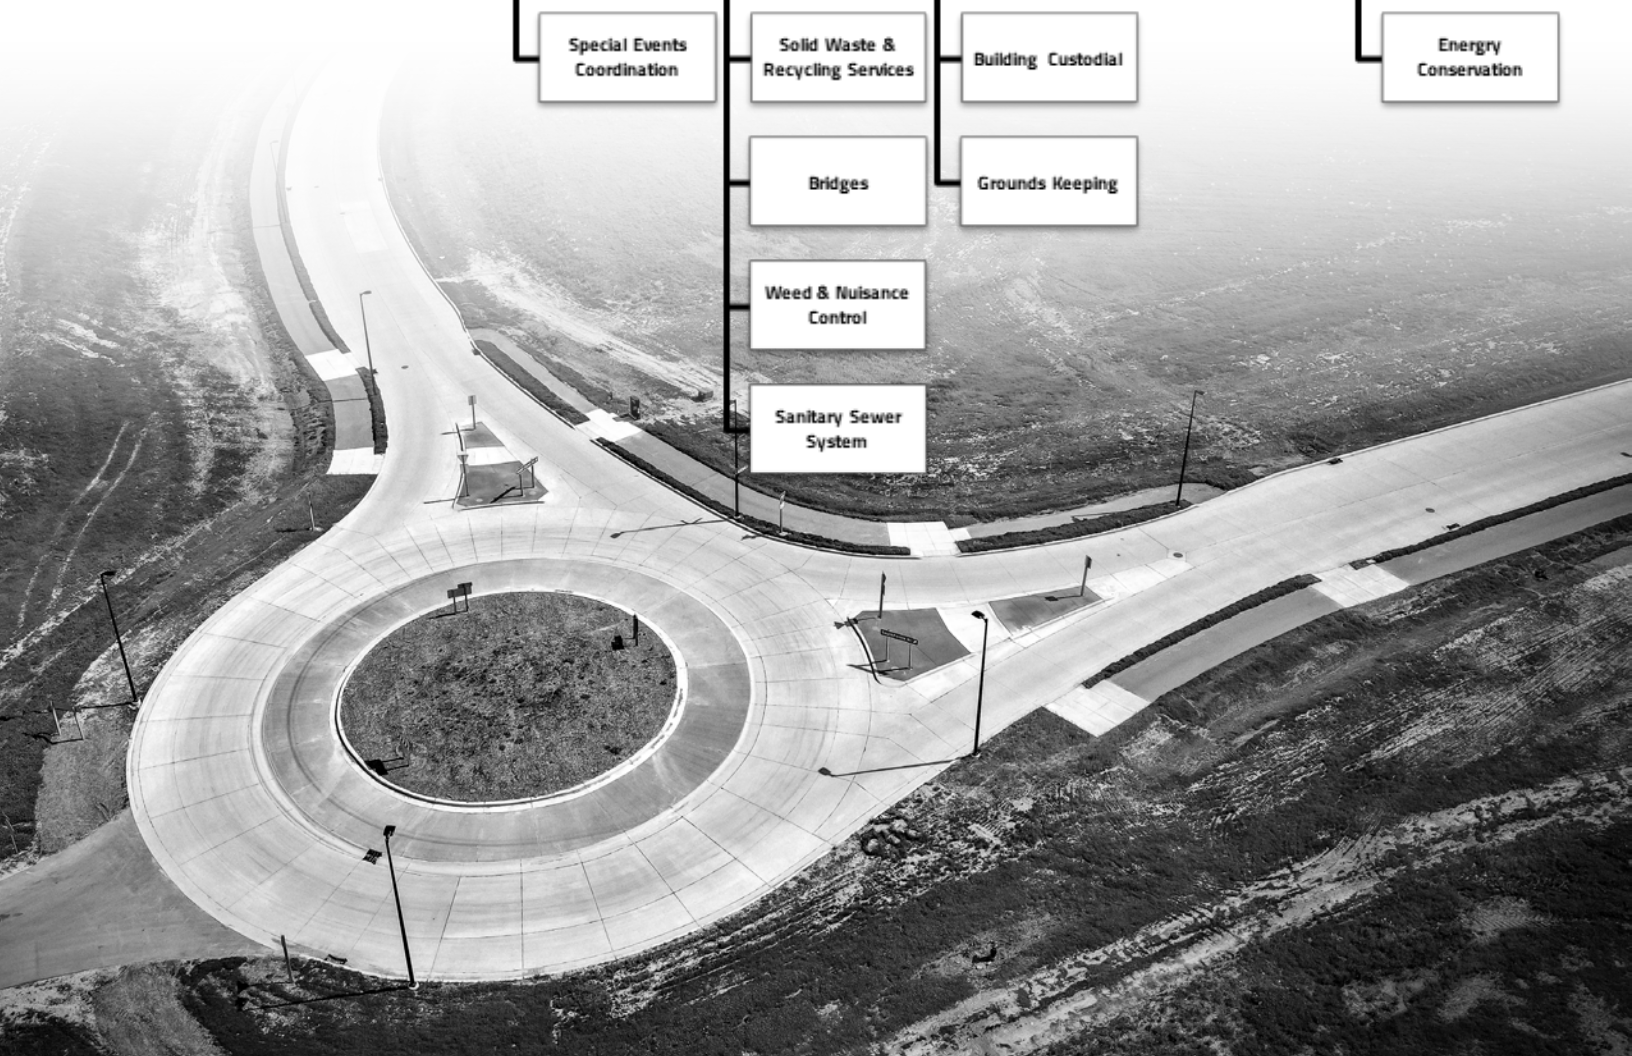 Special Events
Coordination
Solid Waste &
Recycling Services
Building Custodial
Energry
Conservation
Bridges
Grounds Keeping
Weed & Nuisance
Control
Sanitary Sewer
System